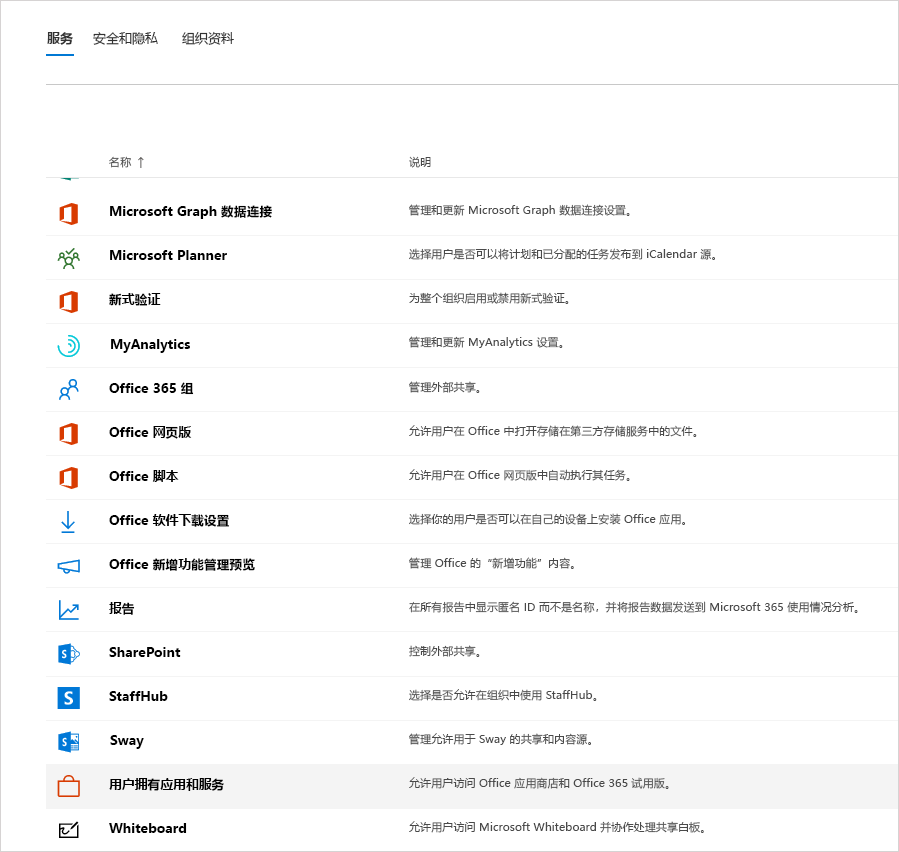 服务 安全和隐私 组织资料
名称 ↑ 说明
Microsoft Graph 数据连接 管理和更新 Microsoft Graph 数据连接设置。
Microsoft Planner 选择用户是否可以将计划和已分配的任务发布到 iCalendar 源。
新式验证 为整个组织启用或禁用新式验证。
MyAnalytics 管理和更新 MyAnalytics 设置。
Office 365 组 管理外部共享。
Office 网页版 允许用户在 Office 中打开存储在第三方存储服务中的文件。
Office 脚本 允许用户在 Office 网页版中自动执行其任务。
Office 软件下载设置 选择你的用户是否可以在自己的设备上安装 Office 应用。
Office 新增功能管理预览 管理 Office 的“新增功能”内容。
报告 在所有报告中显示匿名 ID 而不是名称，并将报告数据发送到 Microsoft 365 使用情况分析。
SharePoint 控制外部共享。
StaffHub 选择是否允许在组织中使用 StaffHub。
Sway 管理允许用于 Sway 的共享和内容源。
用户拥有应用和服务 允许用户访问 Office 应用商店和 Office 365 试用版。
Whiteboard 允许用户访问 Microsoft Whiteboard 并协作处理共享白板。